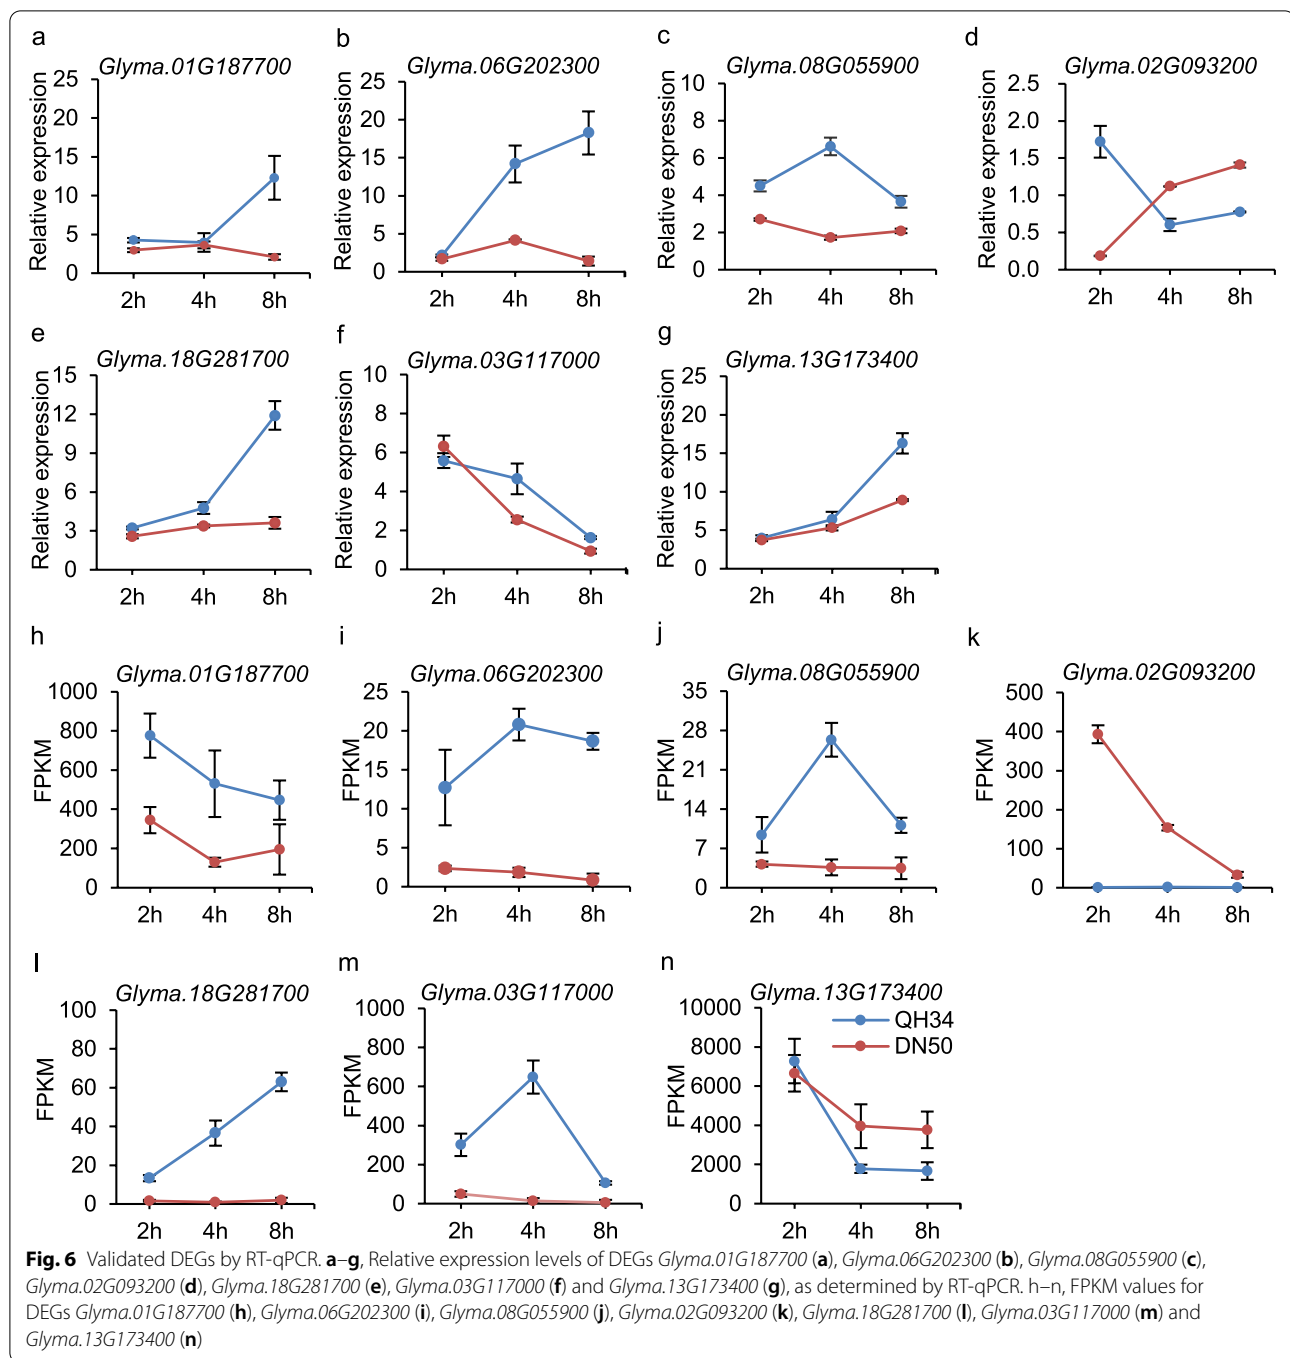 a
Glyma.01G187700
Relative expression
25
20
15
10
5
0
2h 4h 8h
b
Glyma.06G202300
Relative expression
25
20
15
10
5
0
2h 4h 8h
c
Glyma.08G055900
Relative expression
10
8
6
4
2
0
2h 4h 8h
d
Glyma.02G093200
Relative expression
2.5
2.0
1.5
1.0
0.5
0.0
2h 4h 8h
e
Glyma.18G281700
Relative expression
15
12
9
6
3
0
2h 4h 8h
f
Glyma.03G117000
Relative expression
10
8
6
4
2
0
2h 4h 8h
g
Glyma.13G173400
Relative expression
25
20
15
10
5
0
2h 4h 8h
h
Glyma.01G187700
FPKM
1000
800
600
400
200
0
2h 4h 8h
i
Glyma.06G202300
FPKM
25
20
15
10
5
0
2h 4h 8h
j
Glyma.08G055900
FPKM
35
28
21
14
7
0
2h 4h 8h
k
Glyma.02G093200
FPKM
500
400
300
200
100
0
2h 4h 8h
l
Glyma.18G281700
FPKM
100
80
60
40
20
0
2h 4h 8h
m
Glyma.03G117000
FPKM
1000
800
600
400
200
0
2h 4h 8h
n
Glyma.13G173400
FPKM
10000
8000
6000
4000
2000
0
2h 4h 8h
QH34
DN50
Fig. 6 Validated DEGs by RT-qPCR. a–g, Relative expression levels of DEGs Glyma.01G187700 (a), Glyma.06G202300 (b), Glyma.08G055900 (c),
Glyma.02G093200 (d), Glyma.18G281700 (e), Glyma.03G117000 (f) and Glyma.13G173400 (g), as determined by RT-qPCR. h–n, FPKM values for
DEGs Glyma.01G187700 (h), Glyma.06G202300 (i), Glyma.08G055900 (j), Glyma.02G093200 (k), Glyma.18G281700 (l), Glyma.03G117000 (m) and
Glyma.13G173400 (n)